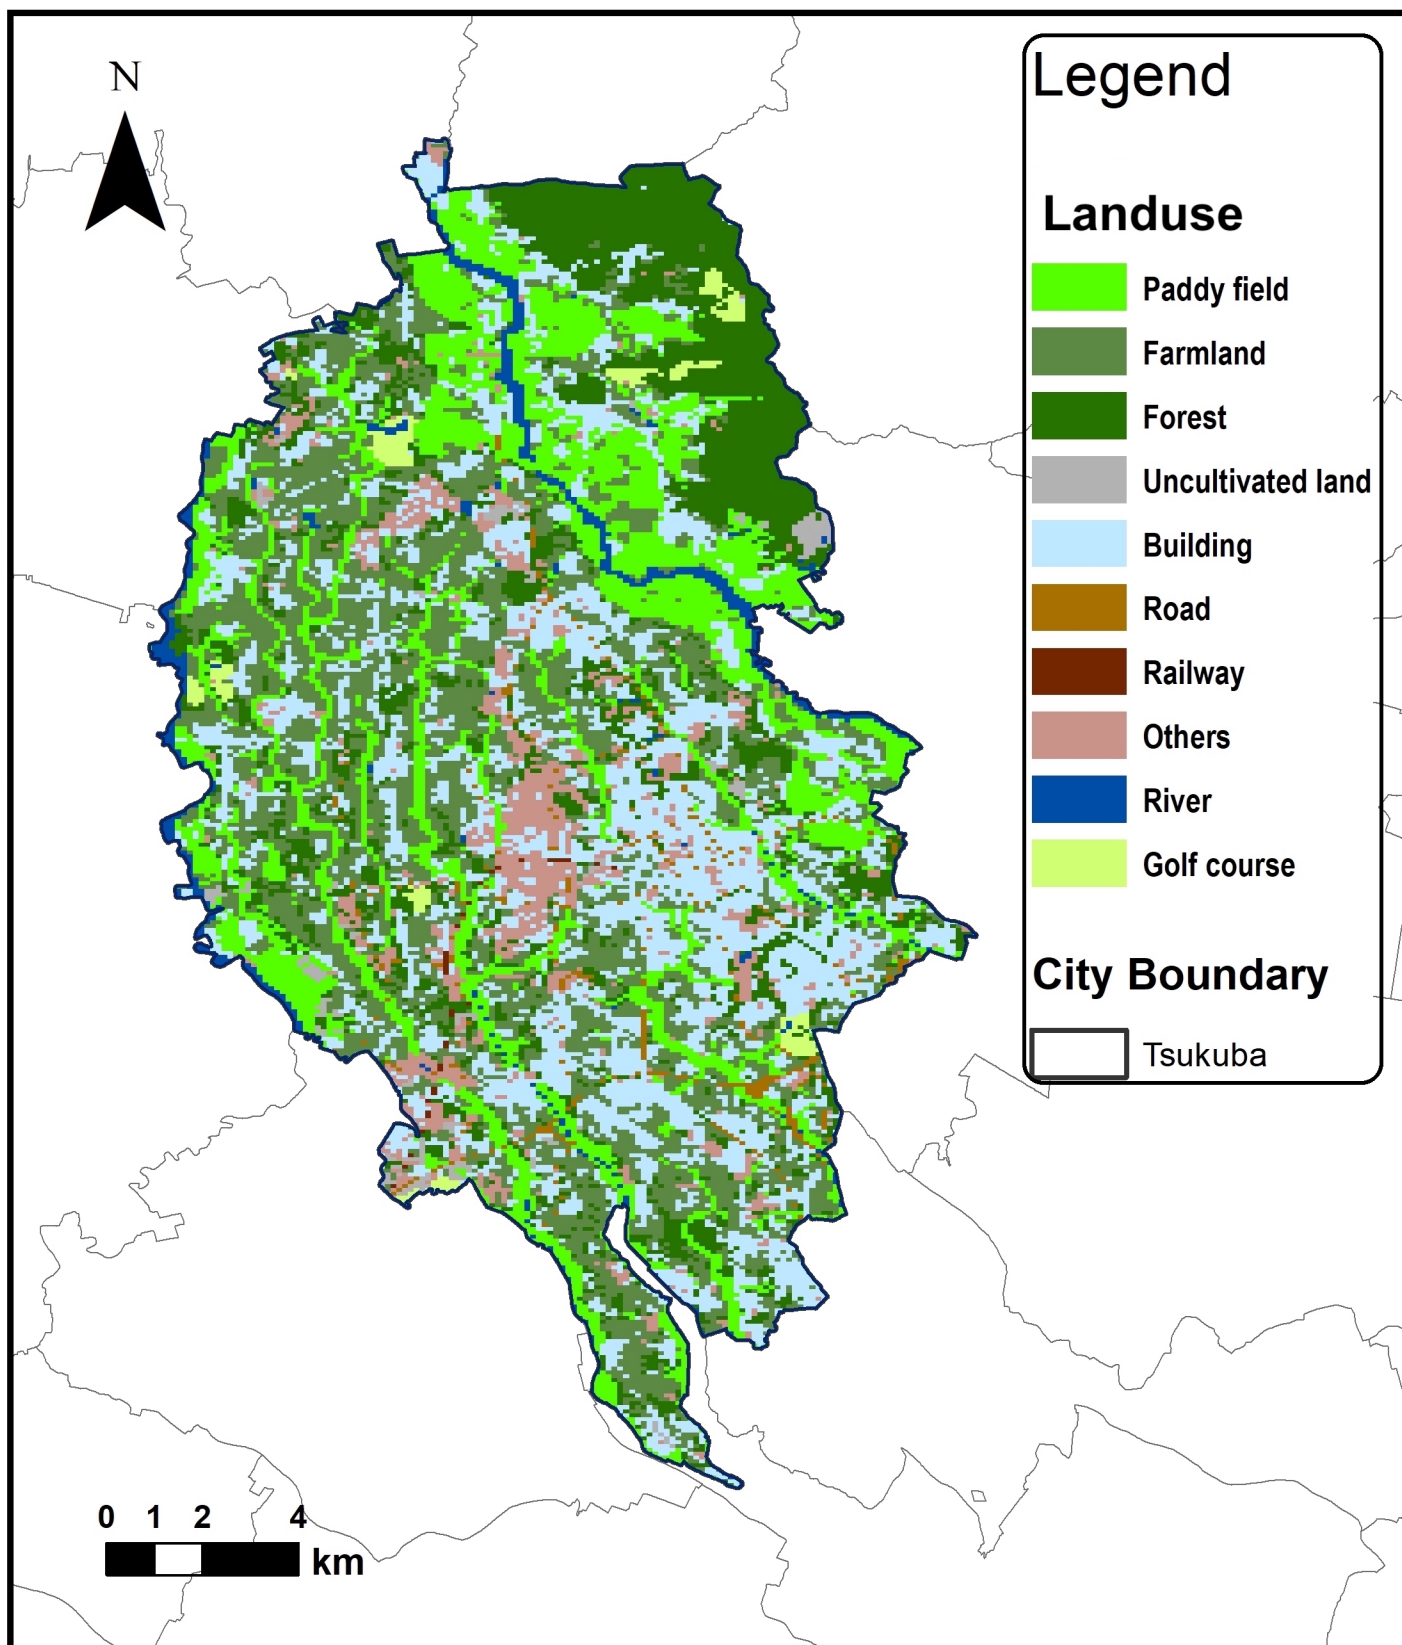 N
Legend
Landuse
Paddy field
Farmland
Forest
Uncultivated land
Building
Road
Railway
Others
River
Golf course
City Boundary
Tsukuba
0 1 2 4
km